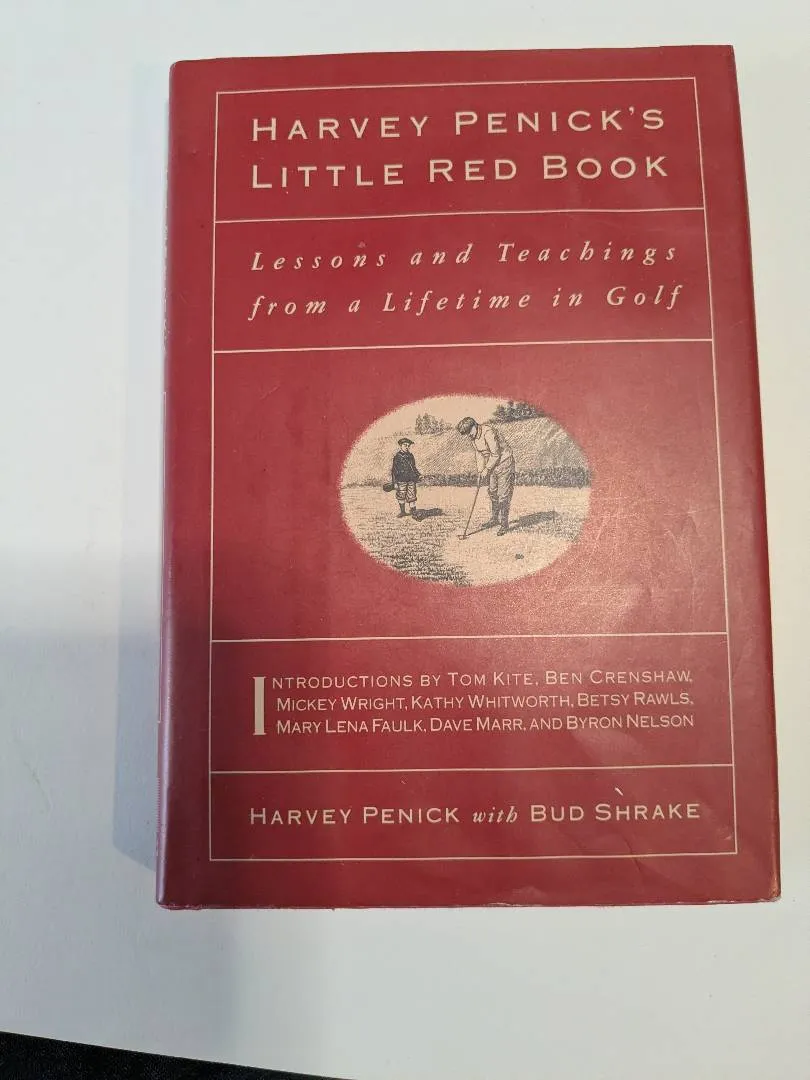 HARVEY PENICK'S
LITTLE RED BOOK
Lessons and Teachings
from a Lifetime in Golf
INTRODUCTIONS BY TOM KITE, BEN CRENSHAW,
MICKEY WRIGHT, KATHY WHITWORTH, BETSY RAWLS,
MARY LENA FAULK, DAVE MARR, AND BYRON NELSON
HARVEY PENICK with BUD SHRAKE